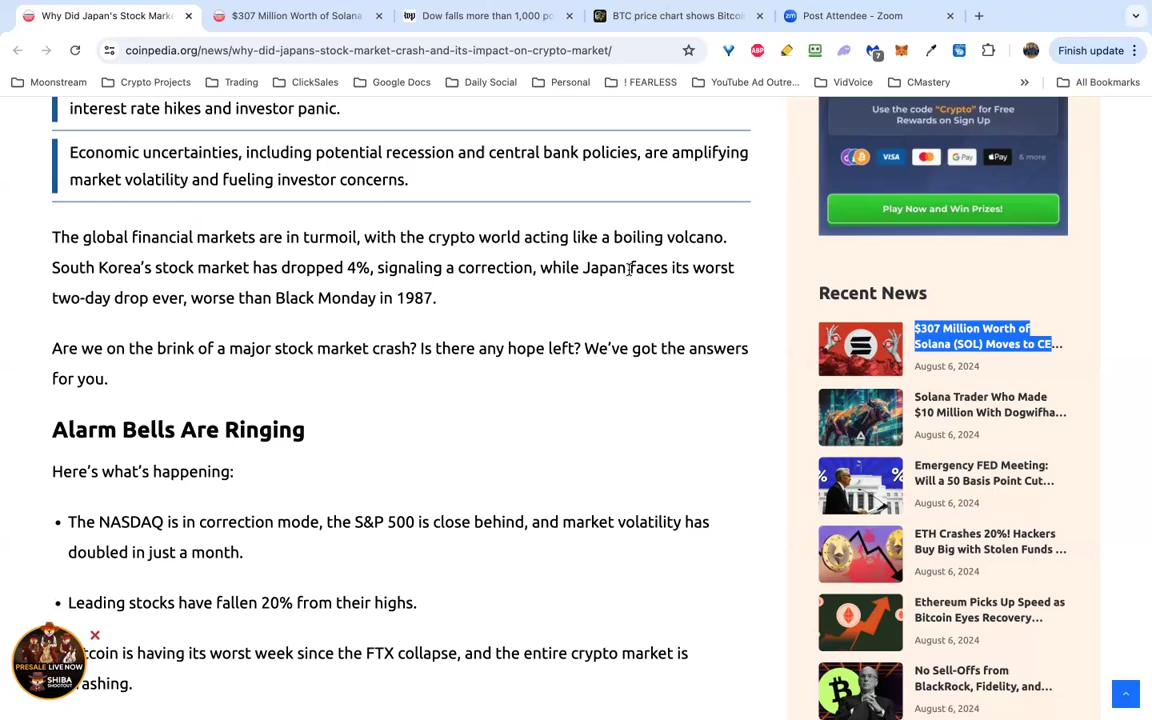 Why Did Japan's Stock Marke
$307 Million Worth of Solana
Dow falls more than 1,000 po
BTC price chart shows Bitcoi
Post Attendee - Zoom
coinpedia.org/news/why-did-japans-stock-market-crash-and-its-impact-on-crypto-market/
ABP
7
Finish update
Moonstream
Crypto Projects
Trading
ClickSales
Google Docs
Daily Social
Personal
! FEARLESS
YouTube Ad Outre...
VidVoice
CMastery
»
All Bookmarks
interest rate hikes and investor panic.
Economic uncertainties, including potential recession and central bank policies, are amplifying
market volatility and fueling investor concerns.
The global financial markets are in turmoil, with the crypto world acting like a boiling volcano.
South Korea's stock market has dropped 4%, signaling a correction, while Japan faces its worst
two-day drop ever, worse than Black Monday in 1987.
Are we on the brink of a major stock market crash? Is there any hope left? We've got the answers
for you.
Alarm Bells Are Ringing
Here's what's happening:
• The NASDAQ is in correction mode, the S&P 500 is close behind, and market volatility has
doubled in just a month.
• Leading stocks have fallen 20% from their highs.
tcoin is having its worst week since the FTX collapse, and the entire crypto market is
rashing.
PRESALE LIVE NOW
SHIBA
SHOOTOUT
Use the code "Crypto" for Free
Rewards on Sign Up
VISA
G Pay
Pay
& more
Play Now and Win Prizes!
Recent News
$307 Million Worth of
Solana (SOL) Moves to CE...
August 6, 2024
Solana Trader Who Made
$10 Million With Dogwifha...
August 6, 2024
Emergency FED Meeting:
Will a 50 Basis Point Cut...
August 6, 2024
ETH Crashes 20%! Hackers
Buy Big with Stolen Funds ...
August 6, 2024
Ethereum Picks Up Speed as
Bitcoin Eyes Recovery...
August 6, 2024
No Sell-Offs from
BlackRock, Fidelity, and...
August 6, 2024